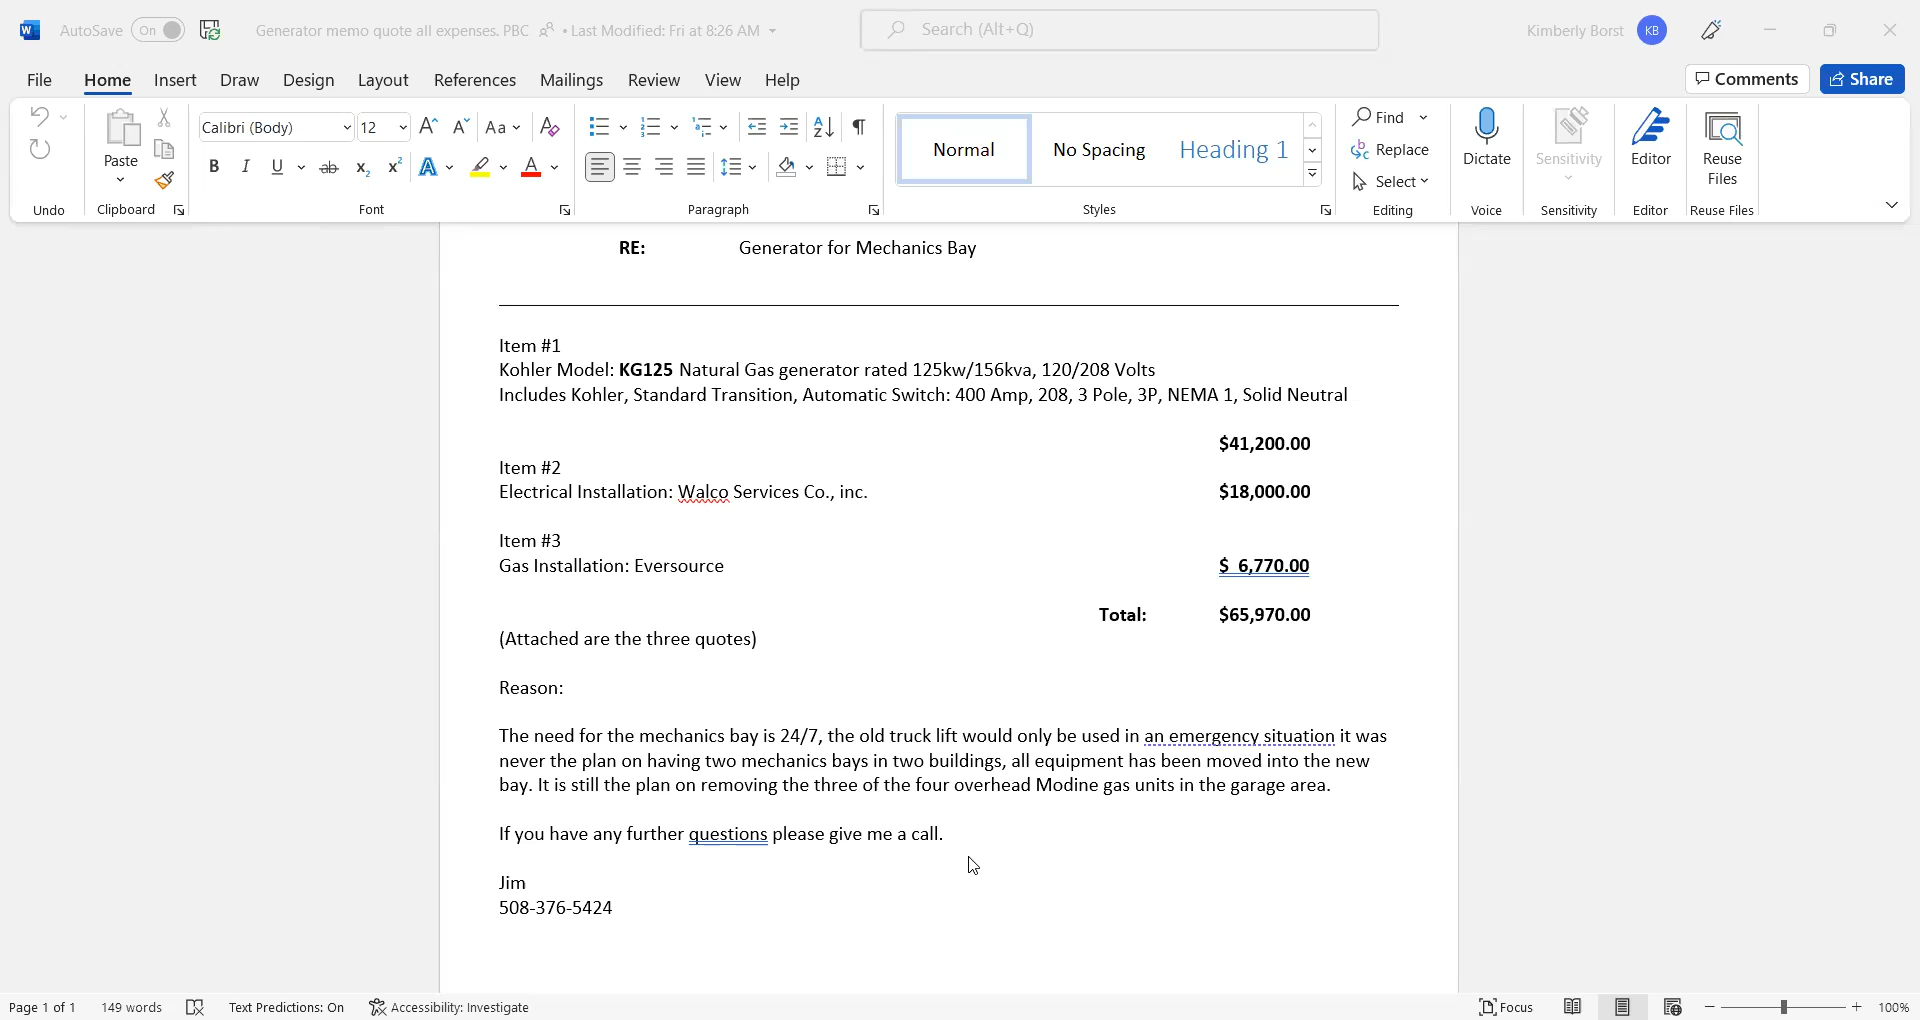 W AutoSave On Generator memo quote all expenses. PBC • Last Modified: Fri at 8:26 AM Search (Alt+Q) Kimberly Borst KB
File Home Insert Draw Design Layout References Mailings Review View Help Comments Share
Calibri (Body) 12 A A Aa A Normal No Spacing Heading 1 Find
Replace
Select
Paste B I U ab x2 x2 A A
Dictate Sensitivity Editor Reuse Files
Undo Clipboard Font Paragraph Styles Editing Voice Sensitivity Editor Reuse Files
RE: Generator for Mechanics Bay
Item #1
Kohler Model: KG125 Natural Gas generator rated 125kw/156kva, 120/208 Volts
Includes Kohler, Standard Transition, Automatic Switch: 400 Amp, 208, 3 Pole, 3P, NEMA 1, Solid Neutral
$41,200.00
Item #2
Electrical Installation: Walco Services Co., inc. $18,000.00
Item #3
Gas Installation: Eversource $ 6,770.00
Total: $65,970.00
(Attached are the three quotes)
Reason:
The need for the mechanics bay is 24/7, the old truck lift would only be used in an emergency situation it was
never the plan on having two mechanics bays in two buildings, all equipment has been moved into the new
bay. It is still the plan on removing the three of the four overhead Modine gas units in the garage area.
If you have any further questions please give me a call.
Jim
508-376-5424
Page 1 of 1 149 words Text Predictions: On Accessibility: Investigate Focus 100%